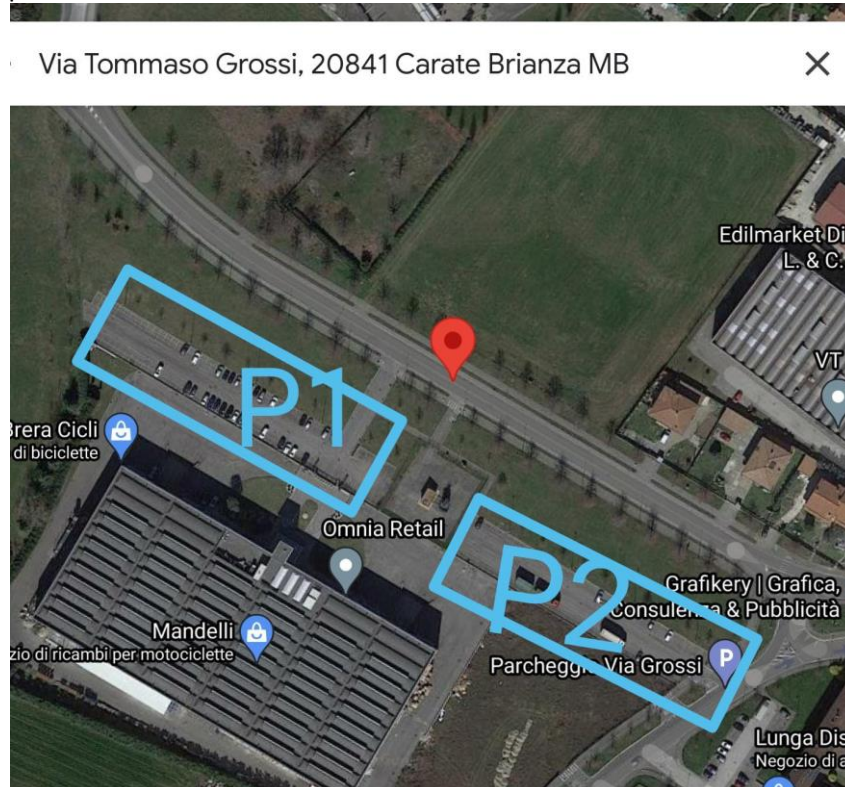 Via Tommaso Grossi, 20841 Carate Brianza MB
Edilmarket Di
L. & C.
VT
P1
Brera Cicli
di biciclette
Omnia Retail
P2
Grafikery | Grafica,
Consulenza & Pubblicità
Mandelli
zio di ricambi per motociclette
Parcheggio Via Grossi
P
Lunga Dis
Negozio di a